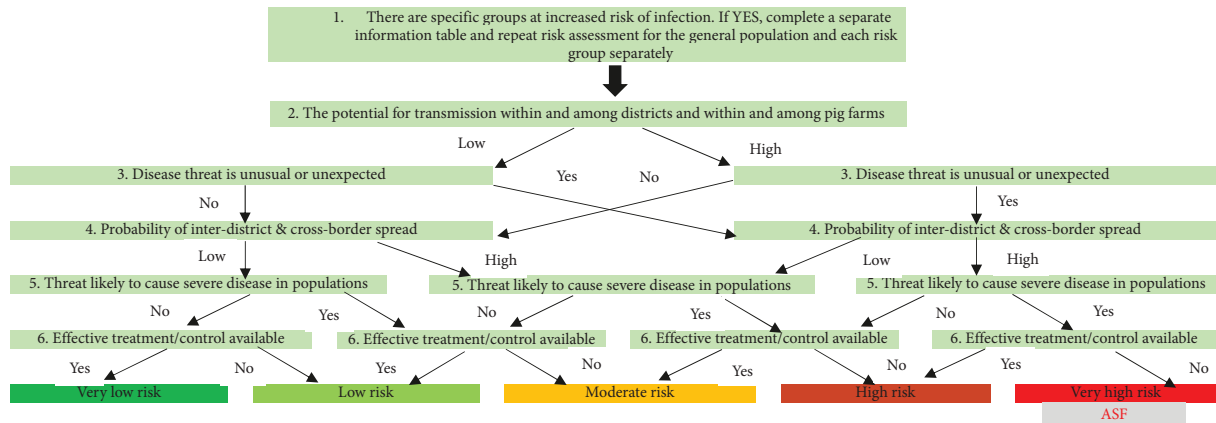 1. There are specific groups at increased risk of infection. If YES, complete a separate
information table and repeat risk assessment for the general population and each risk
group separately
2. The potential for transmission within and among districts and within and among pig farms
Low
High
3. Disease threat is unusual or unexpected
Yes
No
3. Disease threat is unusual or unexpected
No
Yes
4. Probability of inter-district & cross-border spread
4. Probability of inter-district & cross-border spread
Low
High
Low
High
5. Threat likely to cause severe disease in populations
5. Threat likely to cause severe disease in populations
5. Threat likely to cause severe disease in populations
No
Yes
No
Yes
No
Yes
6. Effective treatment/control available
6. Effective treatment/control available
6. Effective treatment/control available
6. Effective treatment/control available
Yes
No
Yes
No
Yes
No
Yes
No
Very low risk
Low risk
Moderate risk
High risk
Very high risk
ASF